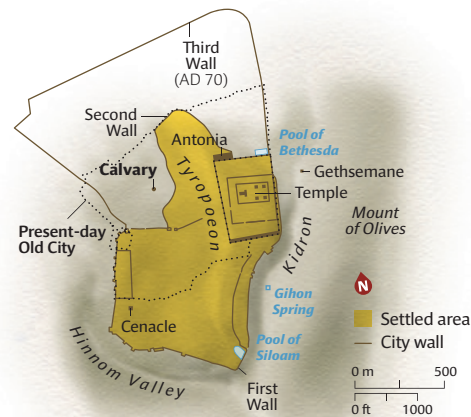 Third
Wall
(AD 70)
Second
Wall
Antonia
Pool of
Bethesda
Calvary
Tyropoeon
Gethsemane
Temple
Present-day
Old City
Kidron
Mount
of Olives
N
Gihon
Spring
Settled area
Cenacle
City wall
Pool of
Siloam
Hinnom Valley
First
Wall
0 m 500
0 ft 1000